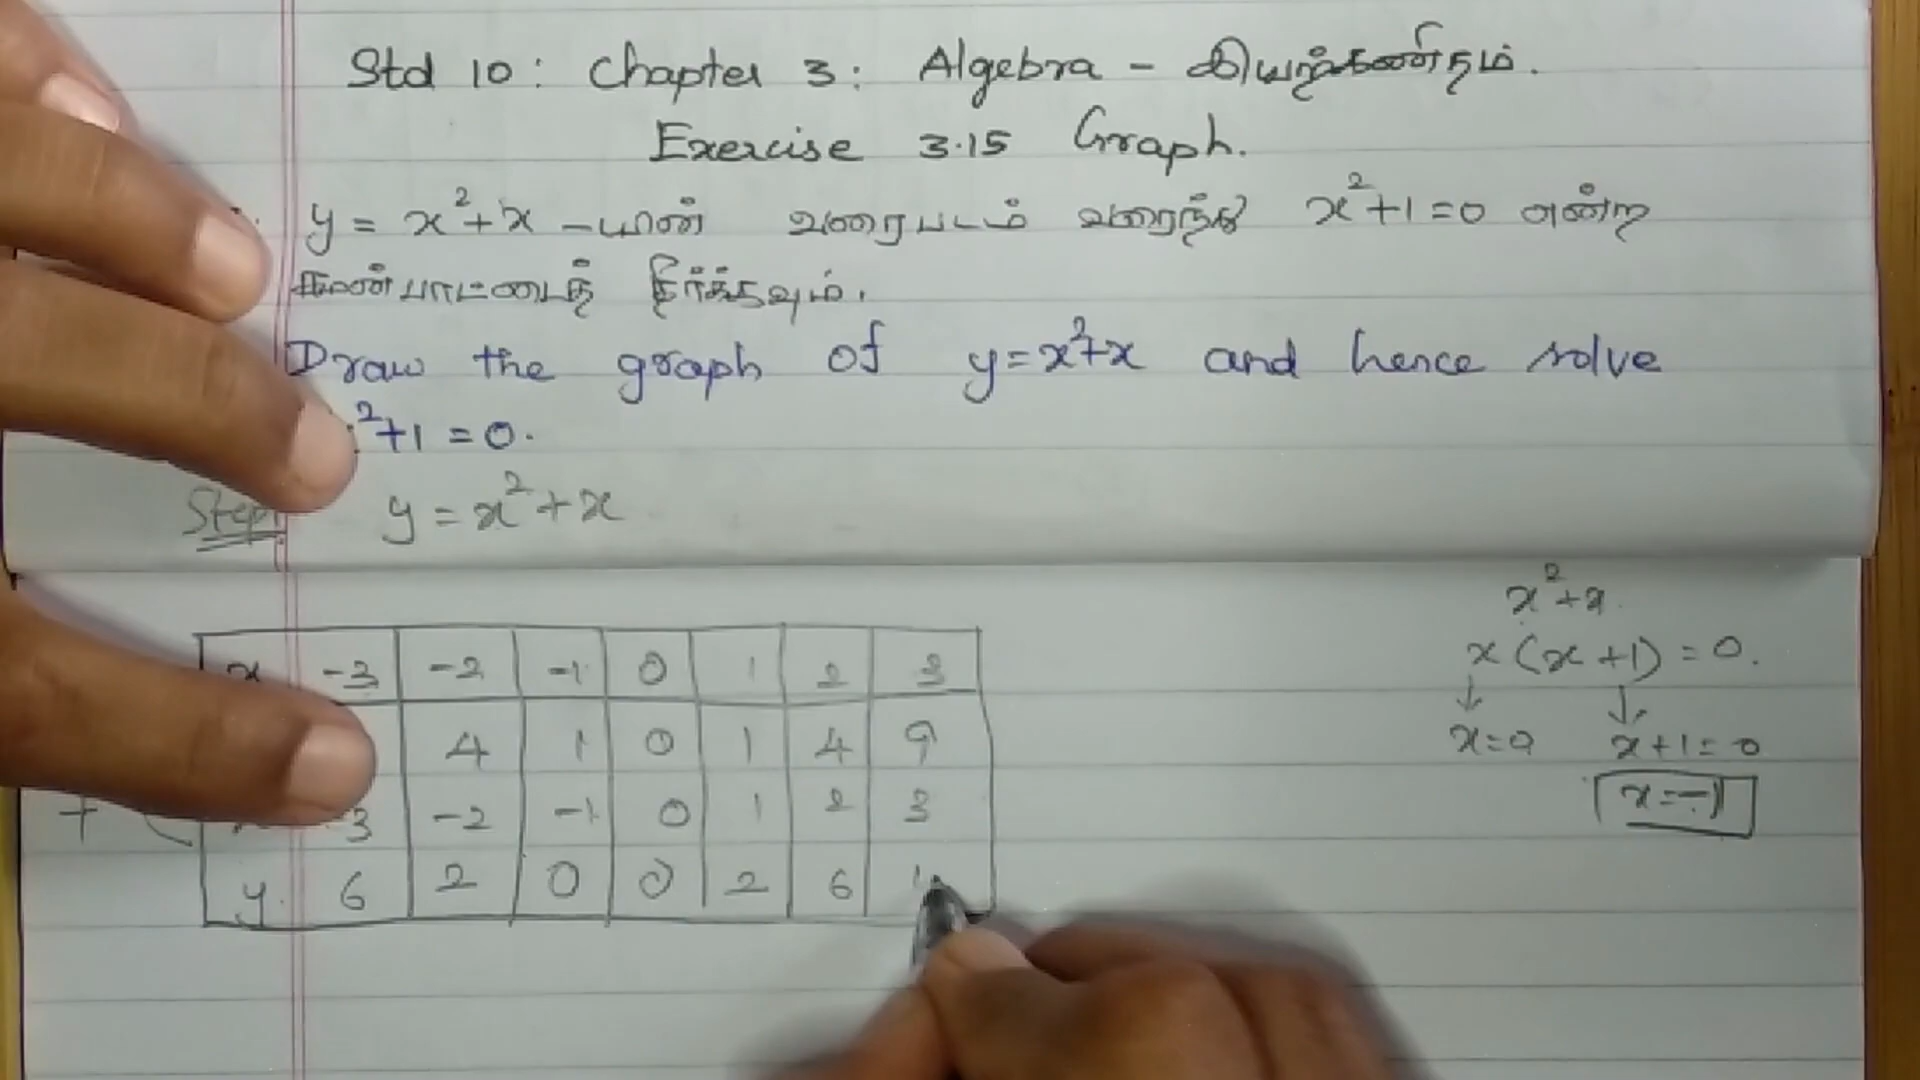 Std 10 : Chapter 3 : Algebra - இயற்கணிதம்.
Exercise 3.15 Graph.
y = x²+x -யின் வரைபடம் வரைந்து x²+1=0 என்ற
சமன்பாட்டைத் தீர்க்கவும்.
Draw the graph of y=x²+x and hence solve
²+1 = 0.
Step y = x²+x
x -3 -2 -1 0 1 2 3
4 1 0 1 4 9
+ 3 -2 -1 0 1 2 3
y 6 2 0 0 2 6 1
x²+x
x (x+1) = 0.
x=0 x+1=0
x=-1